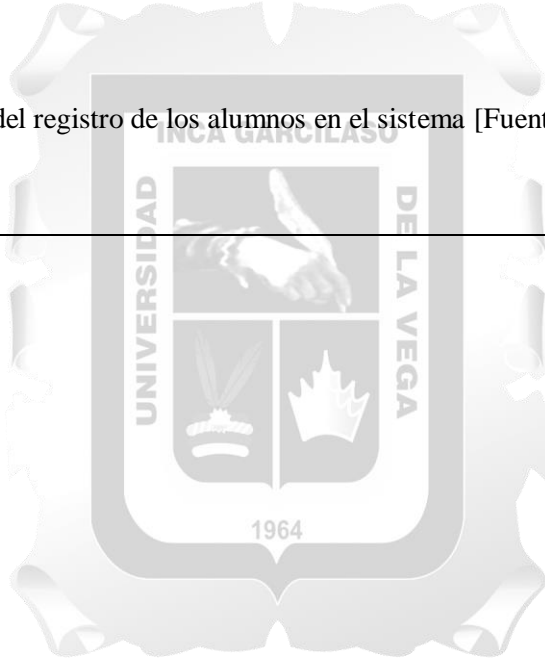 del registro de los alumnos en el sistema [Fuent
INCA GARCILASO
UNIVERSIDAD
DE LA VEGA
1964